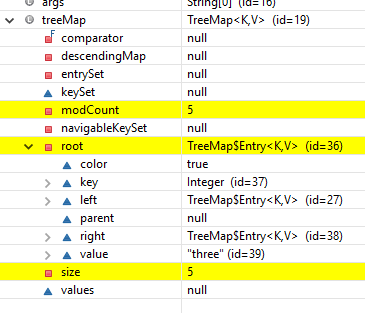 args String[0] (id=16)
treeMap TreeMap<K,V> (id=19)
F comparator null
descendingMap null
entrySet null
keySet null
modCount 5
navigableKeySet null
root TreeMap$Entry<K,V> (id=36)
color true
key Integer (id=37)
left TreeMap$Entry<K,V> (id=27)
parent null
right TreeMap$Entry<K,V> (id=38)
value "three" (id=39)
size 5
values null